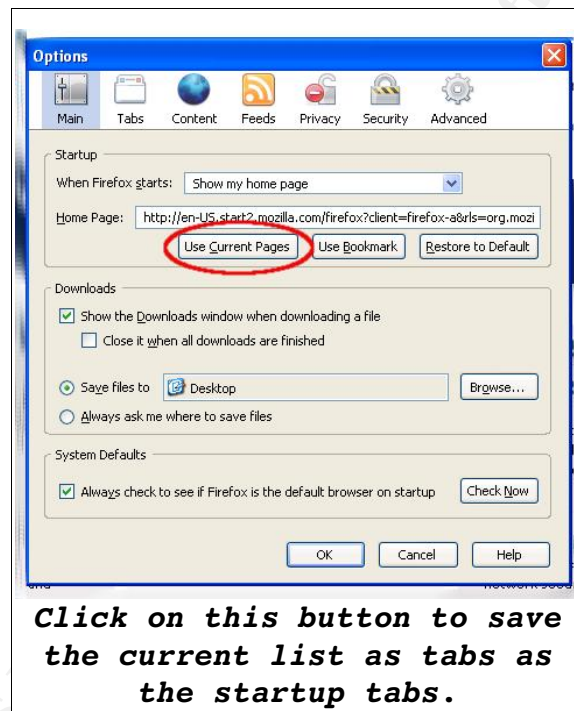 Options
Main Tabs Content Feeds Privacy Security Advanced
Startup
When Firefox starts: Show my home page
Home Page: http://en-US.start2.mozilla.com/firefox?client=firefox-a&rls=org.mozi
Use Current Pages Use Bookmark Restore to Default
Downloads
Show the Downloads window when downloading a file
Close it when all downloads are finished
Save files to Desktop Browse...
Always ask me where to save files
System Defaults
Always check to see if Firefox is the default browser on startup Check Now
OK Cancel Help
Click on this button to save
the current list as tabs as
the startup tabs.